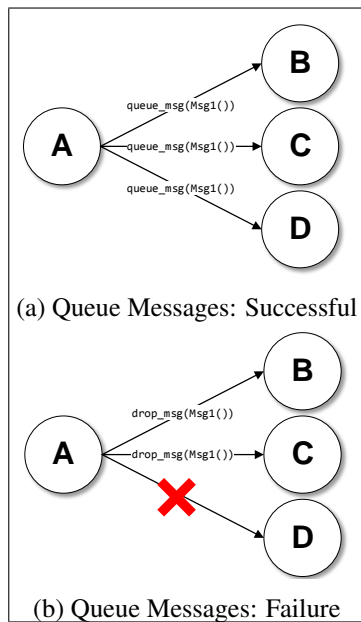 B
queue_msg(Msg1())
A
queue_msg(Msg1())
C
queue_msg(Msg1())
D
(a) Queue Messages: Successful
B
drop_msg(Msg1())
A
drop_msg(Msg1())
C
D
(b) Queue Messages: Failure